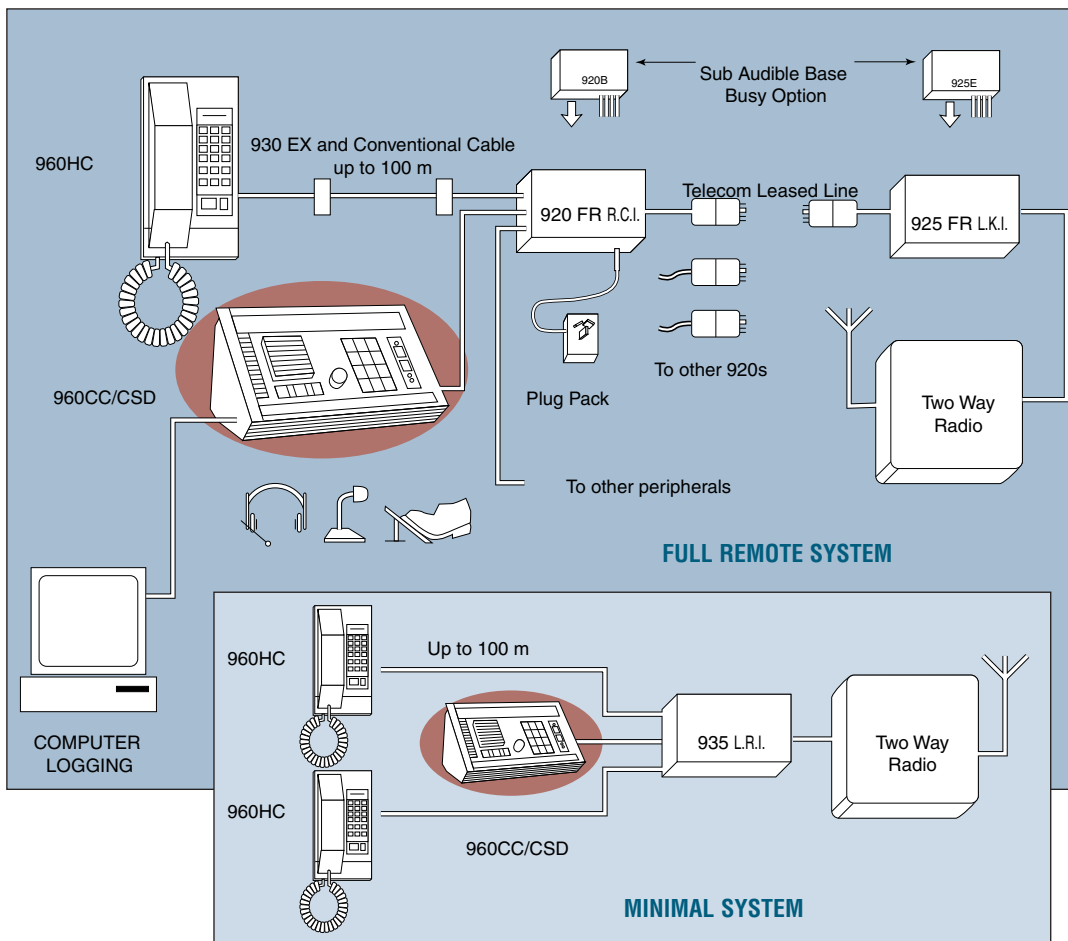 920B
Sub Audible Base
Busy Option
925E
960HC
930 EX and Conventional Cable
up to 100 m
920 FR R.C.I.
Telecom Leased Line
925 FR L.K.I.
960CC/CSD
Plug Pack
To other 920s
Two Way
Radio
To other peripherals
FULL REMOTE SYSTEM
COMPUTER
LOGGING
960HC
Up to 100 m
935 L.R.I.
Two Way
Radio
960HC
960CC/CSD
MINIMAL SYSTEM